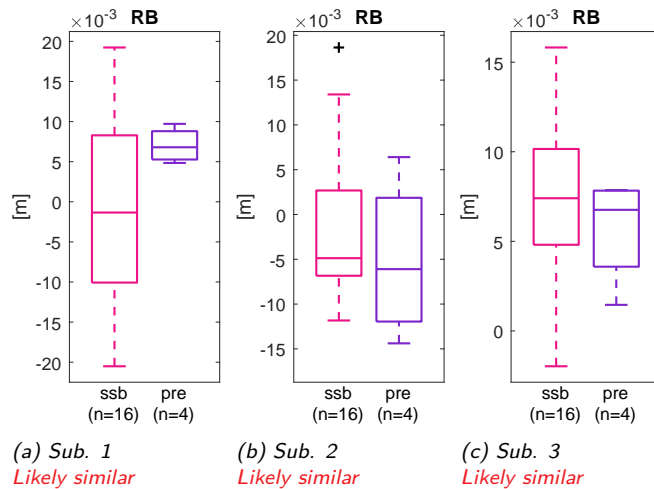 ×10⁻³ RB
20
15
10
5
0
-5
-10
-15
-20
[m]
ssb pre
(n=16) (n=4)
(a) Sub. 1
Likely similar
×10⁻³ RB
20
15
10
5
0
-5
-10
-15
[m]
ssb pre
(n=16) (n=4)
(b) Sub. 2
Likely similar
×10⁻³ RB
15
10
5
0
[m]
ssb pre
(n=16) (n=4)
(c) Sub. 3
Likely similar